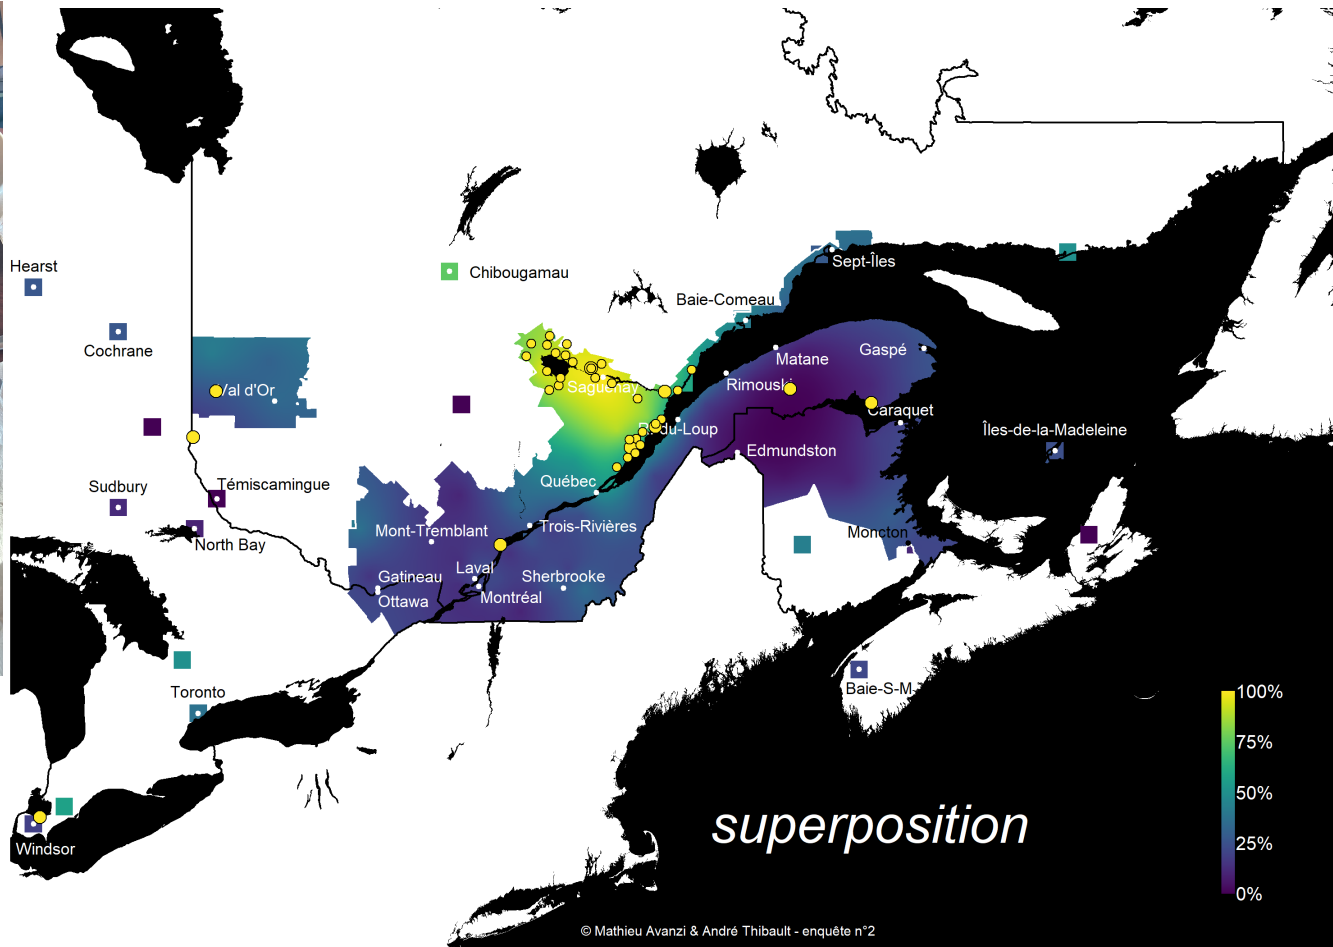 Hearst
Chibougamau
Sept-Îles
Baie-Comeau
Cochrane
Matane
Gaspé
Val d'Or
Saguenay
Rimouski
Caraquet
R.-du-Loup
Îles-de-la-Madeleine
Edmundston
Sudbury
Témiscamingue
Québec
North Bay
Mont-Tremblant
Trois-Rivières
Moncton
Gatineau
Laval
Sherbrooke
Ottawa
Montréal
Toronto
Baie-S-M.
100%
75%
50%
25%
0%
superposition
Windsor
© Mathieu Avanzi & André Thibault - enquête n°2